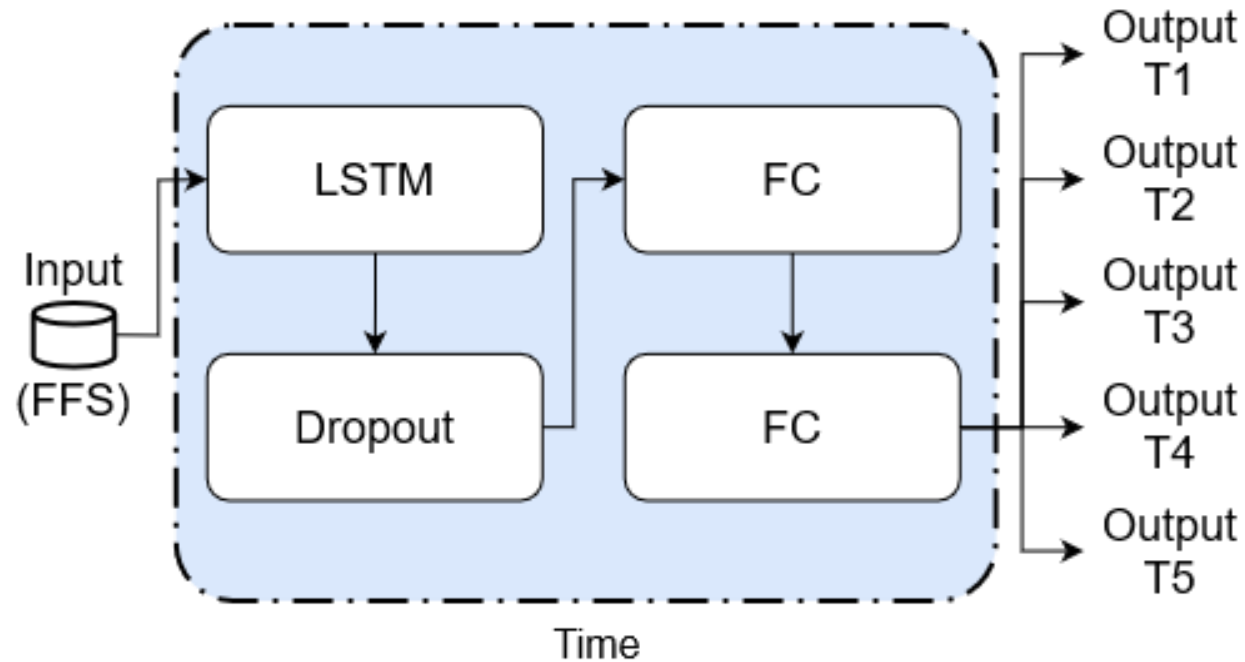 Input
(FFS)
LSTM
Dropout
FC
FC
Output
T1
Output
T2
Output
T3
Output
T4
Output
T5
Time